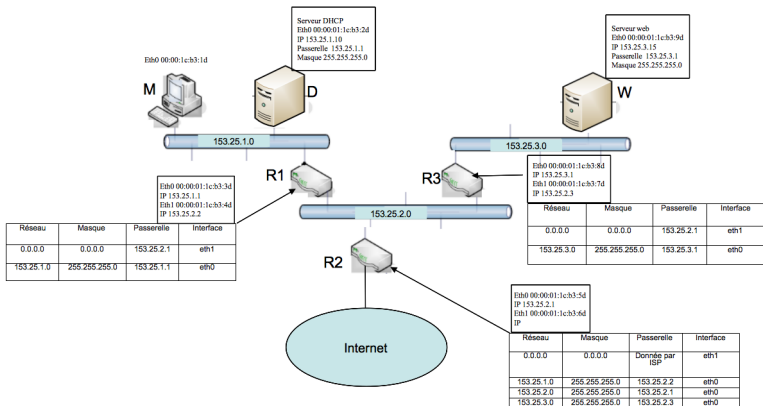 Serveur DHCP
Eth0 00:00:01:1c:b3:2d
IP 153.25.1.10
Passerelle 153.25.1.1
Masque 255.255.255.0
Serveur web
Eth0 00:00:01:1c:b3:9d
IP 153.25.3.15
Passerelle 153.25.3.1
Masque 255.255.255.0
Eth0 00:00:01:1c:b3:1d
M
D
W
153.25.1.0
153.25.3.0
R1
R3
Eth0 00:00:01:1c:b3:3d
IP 153.25.1.1
Eth1 00:00:01:1c:b3:4d
IP 153.25.2.2
Eth0 00:00:01:1c:b3:8d
IP 153.25.3.1
Eth1 00:00:01:1c:b3:7d
IP 153.25.2.3
153.25.2.0
Réseau Masque Passerelle Interface
0.0.0.0 0.0.0.0 153.25.2.1 eth1
153.25.1.0 255.255.255.0 153.25.1.1 eth0
Réseau Masque Passerelle Interface
0.0.0.0 0.0.0.0 153.25.2.1 eth1
153.25.3.0 255.255.255.0 153.25.3.1 eth0
R2
Eth0 00:00:01:1c:b3:5d
IP 153.25.2.1
Eth1 00:00:01:1c:b3:6d
IP
Internet
Réseau Masque Passerelle Interface
0.0.0.0 0.0.0.0 Donnée par ISP eth1
153.25.1.0 255.255.255.0 153.25.2.2 eth0
153.25.2.0 255.255.255.0 153.25.2.1 eth0
153.25.3.0 255.255.255.0 153.25.2.3 eth0